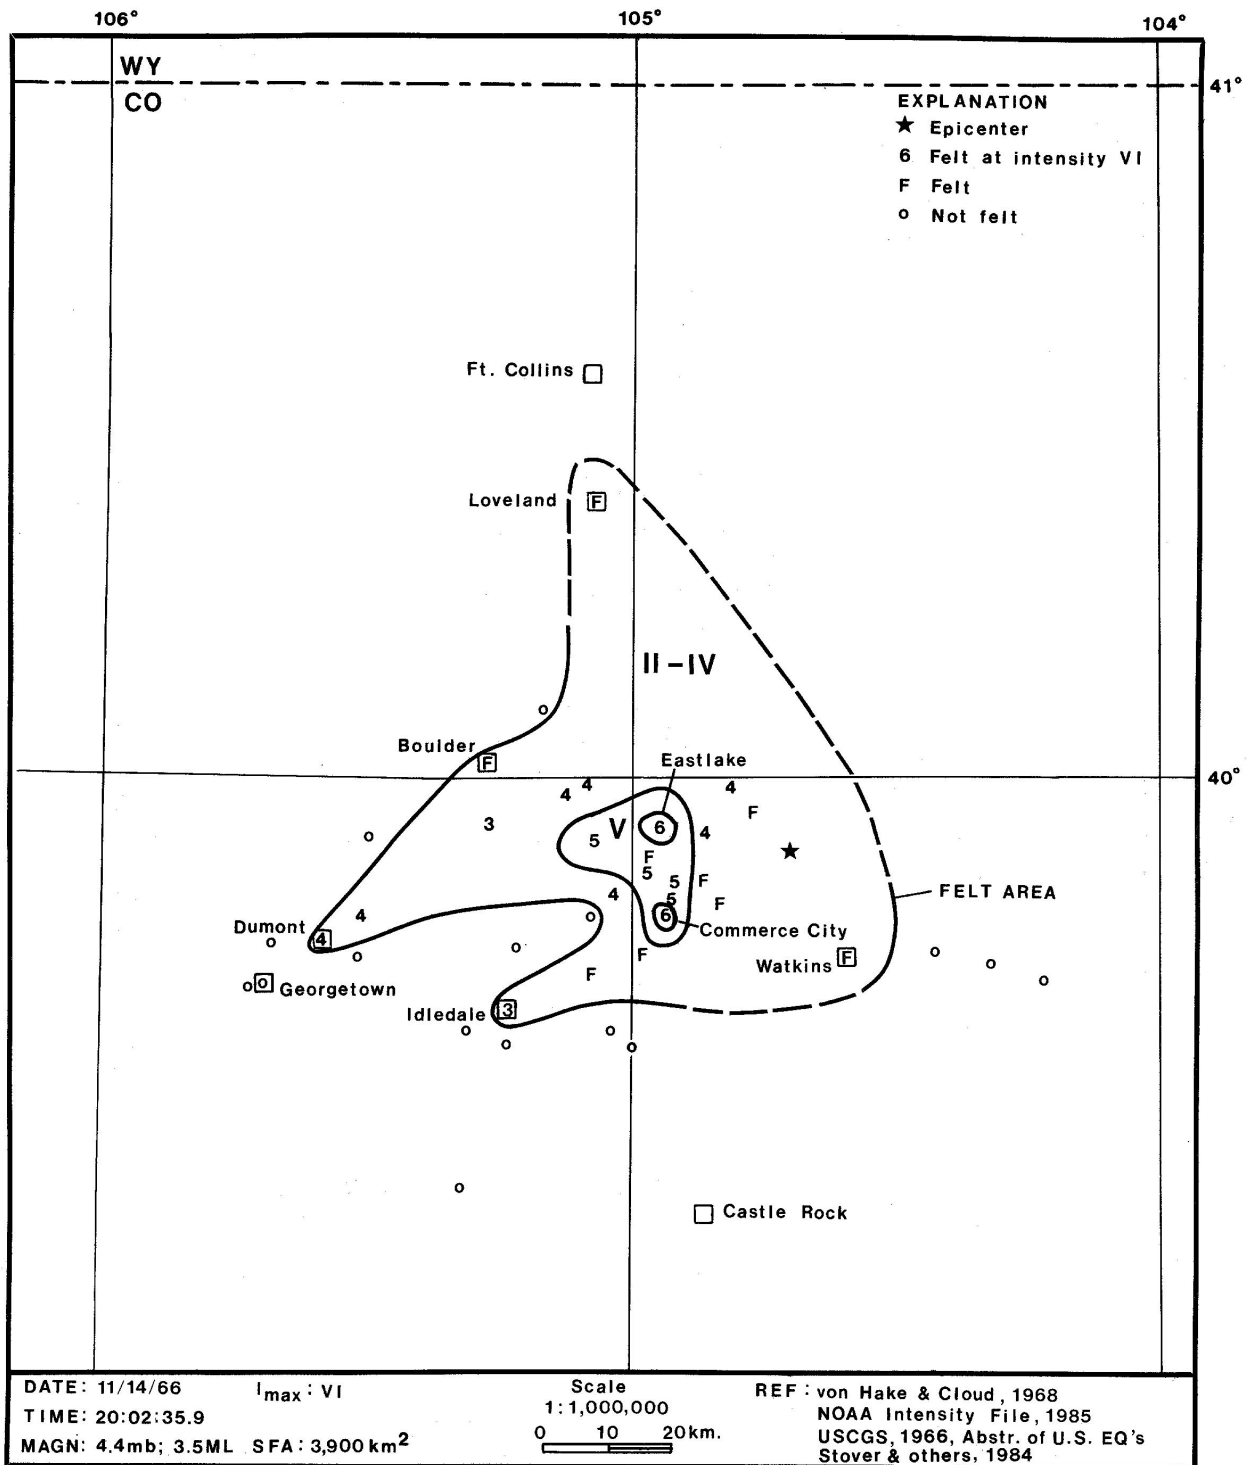 106° 105° 104°
WY
41°
CO
EXPLANATION
★ Epicenter
6 Felt at intensity VI
F Felt
o Not felt
Ft. Collins
Loveland F
II-IV
o
Boulder F
Eastlake
40°
4 4 4
F
3 V 6 4
o 5
F
5 5 F
5 F
4 4 o 6
FELT AREA
Dumont 4
Commerce City
o o o F o
Watkins F
o o
F
o o Georgetown
Idledale 3
o o o o
o
Castle Rock
DATE: 11/14/66 Imax: VI
TIME: 20:02:35.9
MAGN: 4.4mb; 3.5ML SFA: 3,900 km²
Scale
1:1,000,000
0 10 20 km.
REF: von Hake & Cloud, 1968
NOAA Intensity File, 1985
USCGS, 1966, Abstr. of U.S. EQ's
Stover & others, 1984